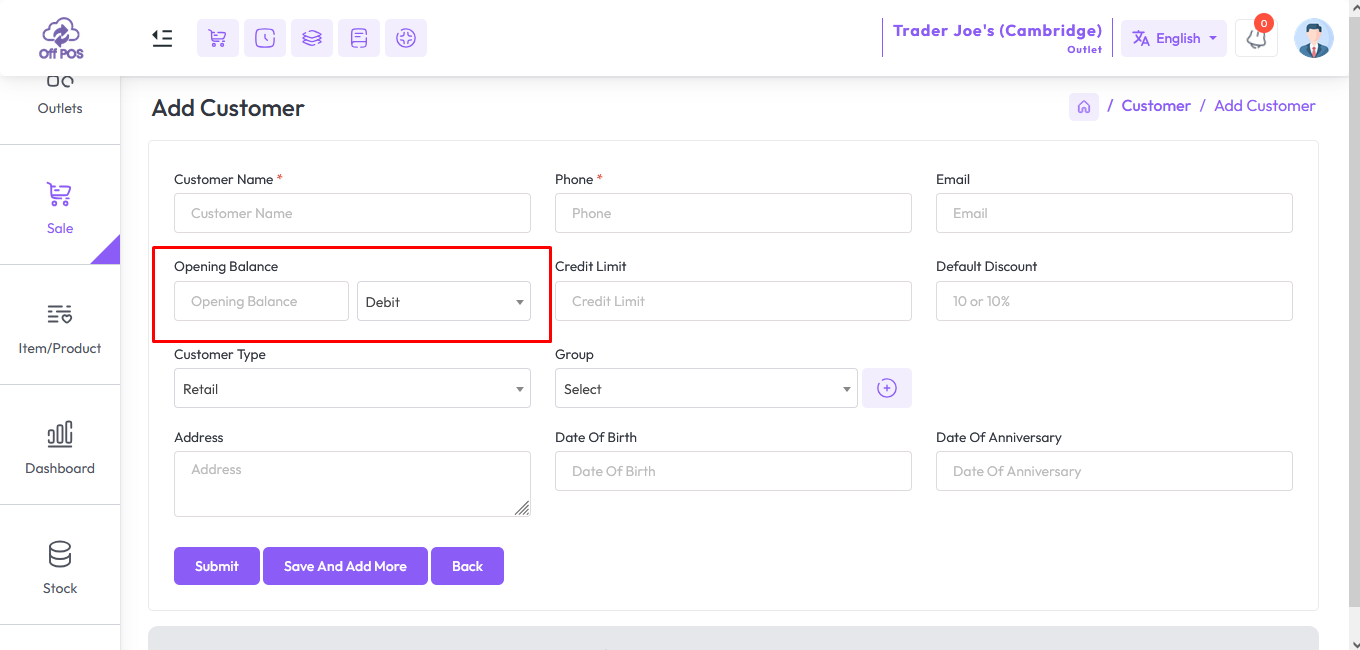 Off POS
Trader Joe's (Cambridge)
Outlet
English
0
Outlets
Sale
Item/Product
Dashboard
Stock
Add Customer
/ Customer / Add Customer
Customer Name *
Phone *
Email
Customer Name
Phone
Email
Opening Balance
Credit Limit
Default Discount
Opening Balance
Debit
Credit Limit
10 or 10%
Customer Type
Group
Retail
Select
Address
Date Of Birth
Date Of Anniversary
Address
Date Of Birth
Date Of Anniversary
Submit
Save And Add More
Back